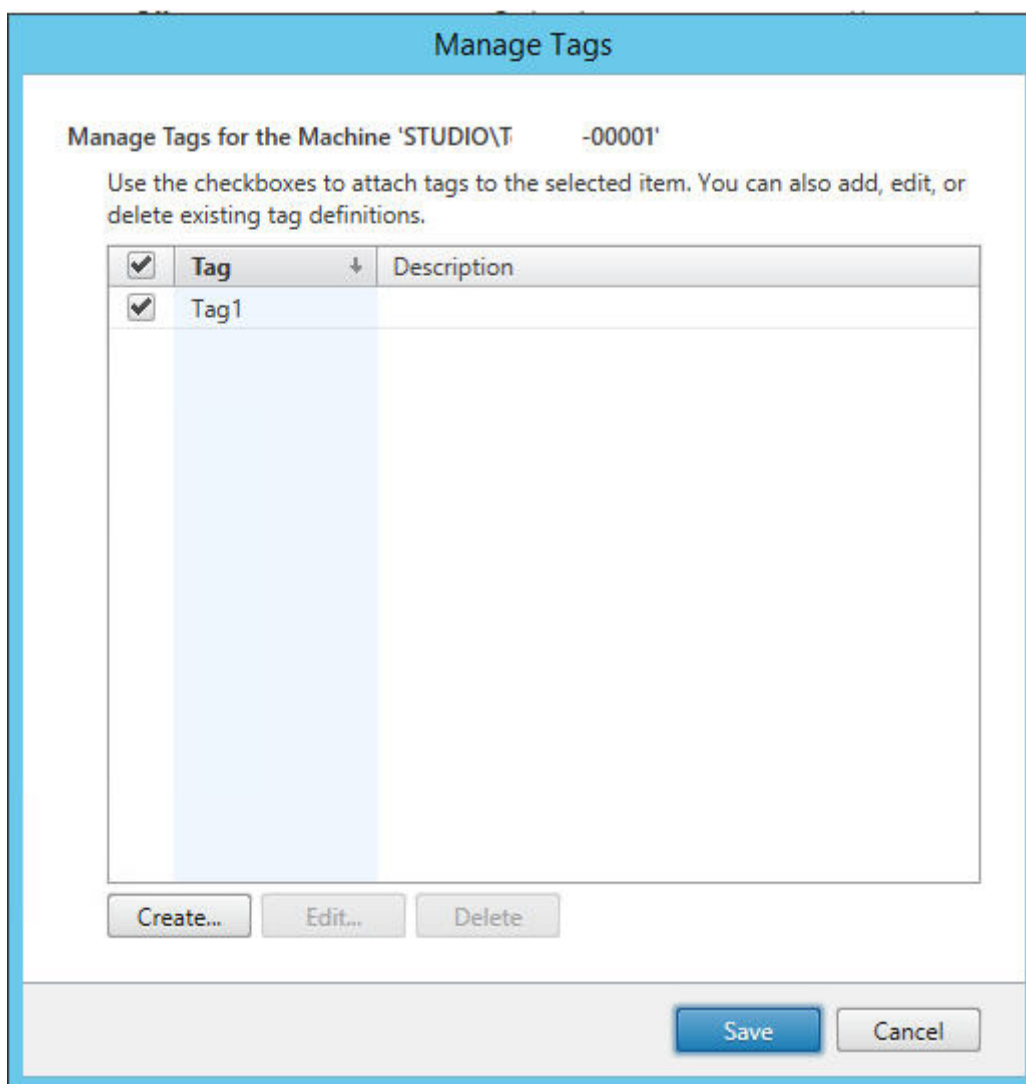 Manage Tags
Manage Tags for the Machine 'STUDIO\T -00001'
Use the checkboxes to attach tags to the selected item. You can also add, edit, or
delete existing tag definitions.
Tag Description
Tag1
Create... Edit... Delete
Save Cancel